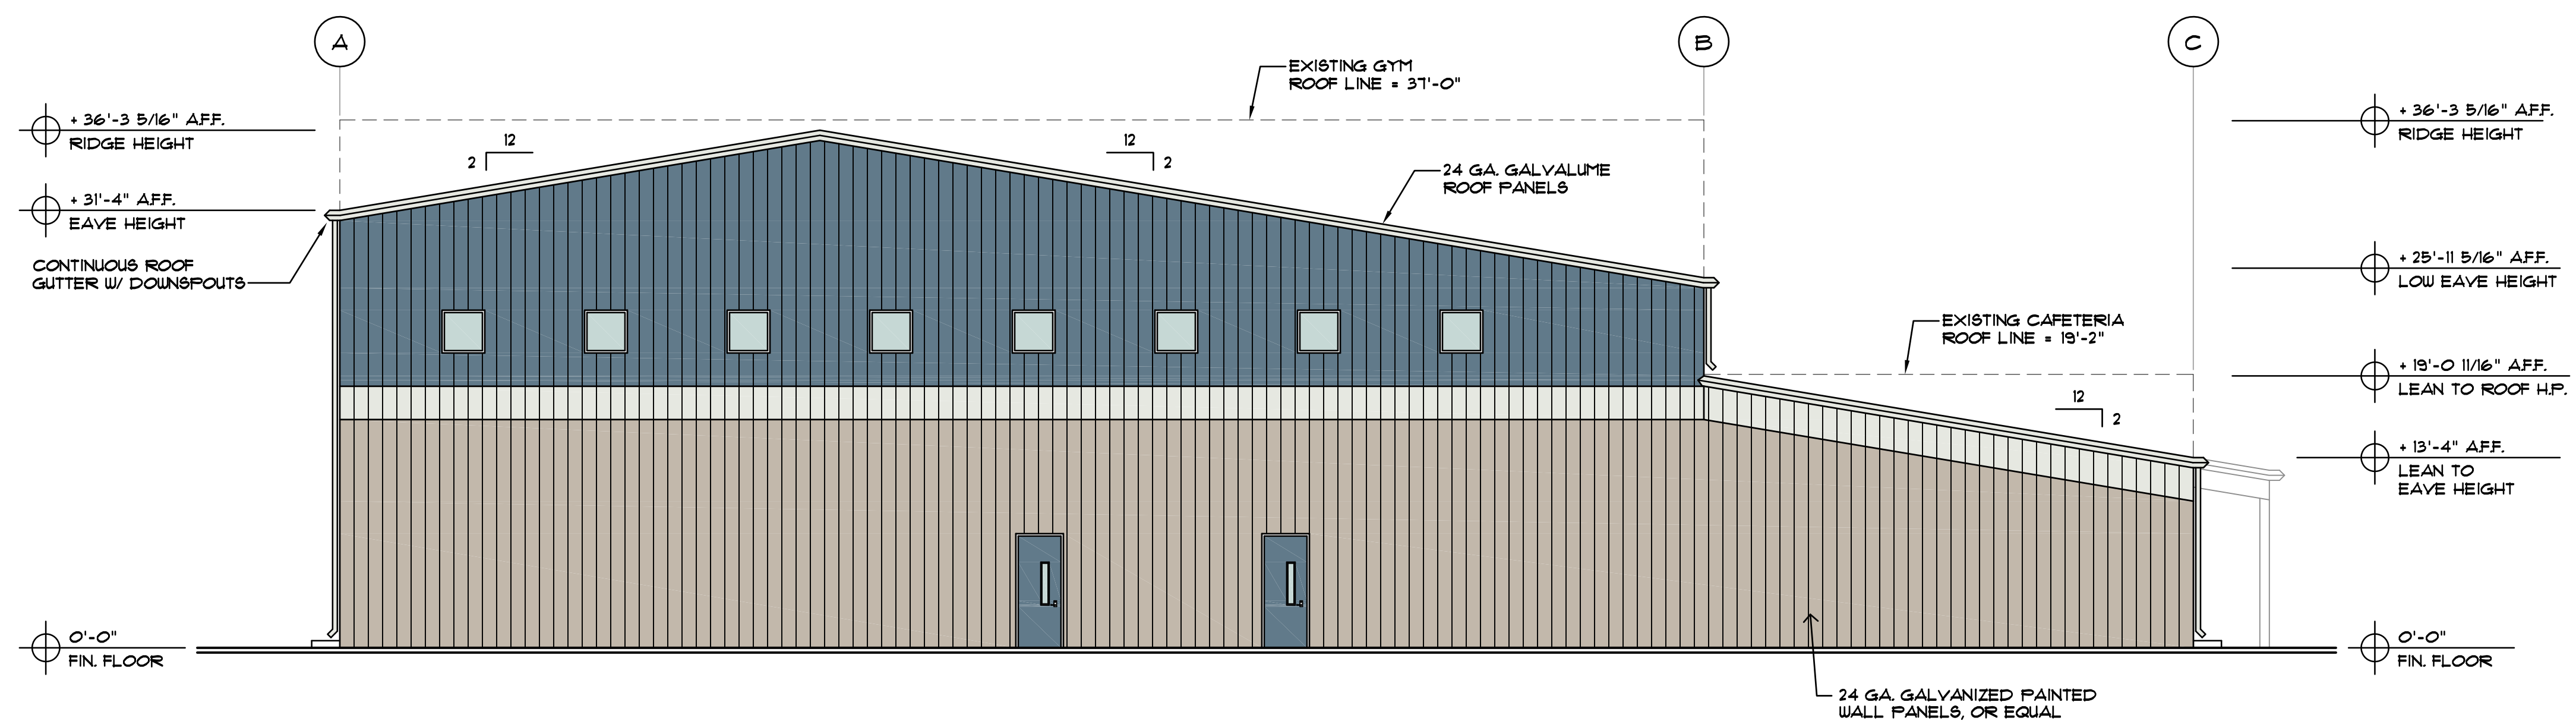 A
B
C
EXISTING GYM
ROOF LINE = 37'-0"
+ 36'-3 5/16" A.F.F.
RIDGE HEIGHT
+ 36'-3 5/16" A.F.F.
RIDGE HEIGHT
12
2
12
2
24 GA. GALVALUME
ROOF PANELS
+ 31'-4" A.F.F.
EAVE HEIGHT
CONTINUOUS ROOF
GUTTER W/ DOWNSPOUTS
+ 25'-11 5/16" A.F.F.
LOW EAVE HEIGHT
EXISTING CAFETERIA
ROOF LINE = 19'-2"
+ 19'-0 11/16" A.F.F.
LEAN TO ROOF H.P.
12
2
+ 13'-4" A.F.F.
LEAN TO
EAVE HEIGHT
0'-0"
FIN. FLOOR
0'-0"
FIN. FLOOR
24 GA. GALVANIZED PAINTED
WALL PANELS, OR EQUAL